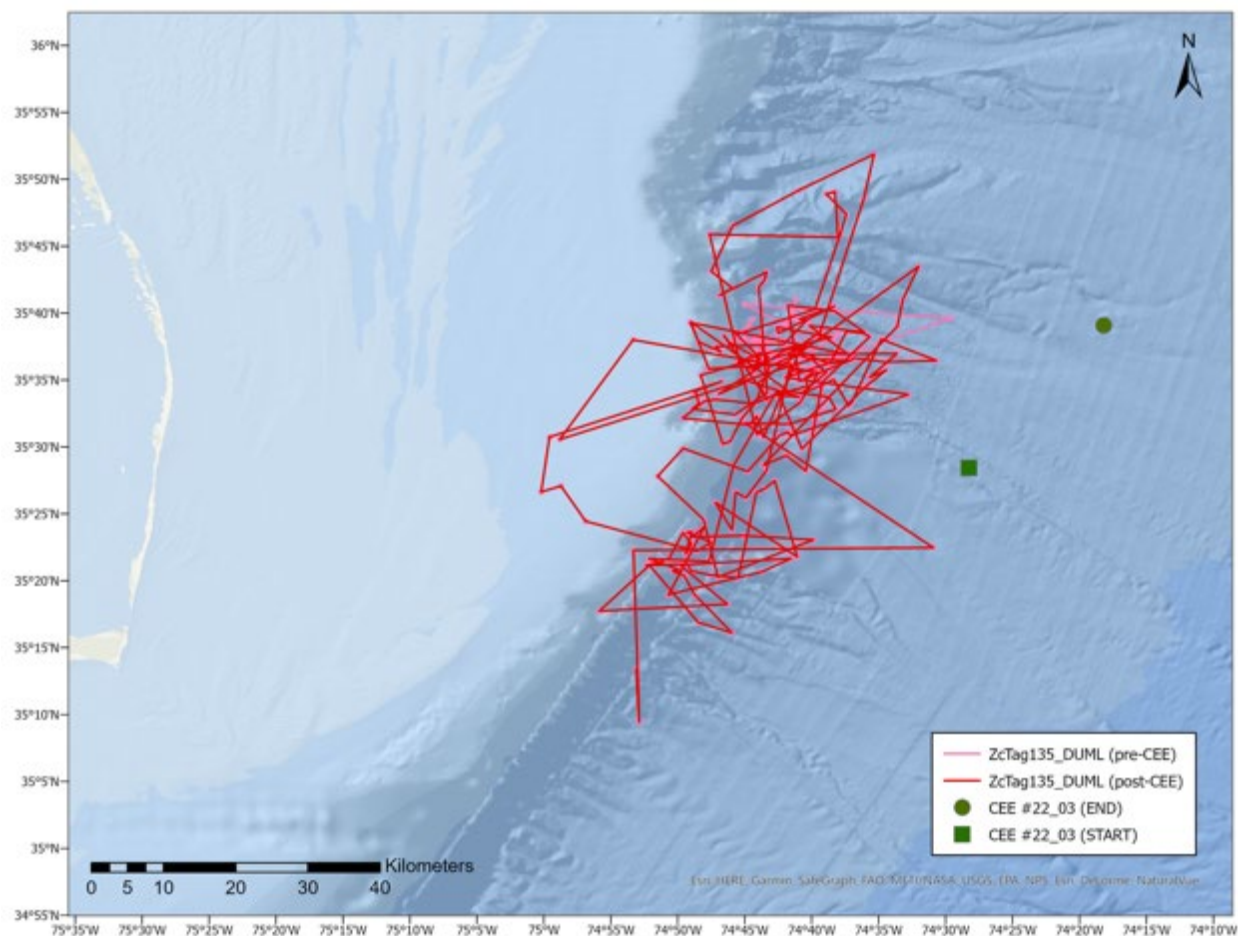 N
36°N
35°55'N
35°50'N
35°45'N
35°40'N
35°35'N
35°30'N
35°25'N
35°20'N
35°15'N
35°10'N
35°5'N
35°N
34°55'N
ZcTag135_DUML (pre-CEE)
ZcTag135_DUML (post-CEE)
CEE #22_03 (END)
CEE #22_03 (START)
Kilometers
0 5 10 20 30 40
Esri, HERE, Garmin, SafeGraph, FAO, METI/NASA, USGS, EPA, NPS, Esri, DeLorme, NaturalVue
75°35'W 75°30'W 75°25'W 75°20'W 75°15'W 75°10'W 75°5'W 75°W 74°55'W 74°50'W 74°45'W 74°40'W 74°35'W 74°30'W 74°25'W 74°20'W 74°15'W 74°10'W